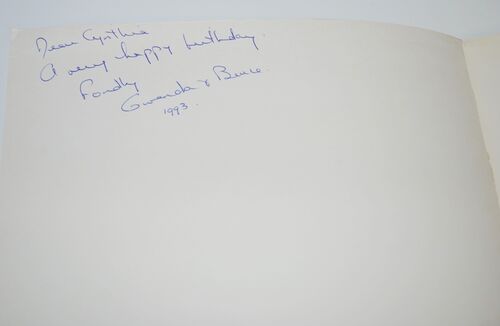 Dear Cynthia
A very happy birthday.
Fondly
Gwenda & Bruce.
1993.